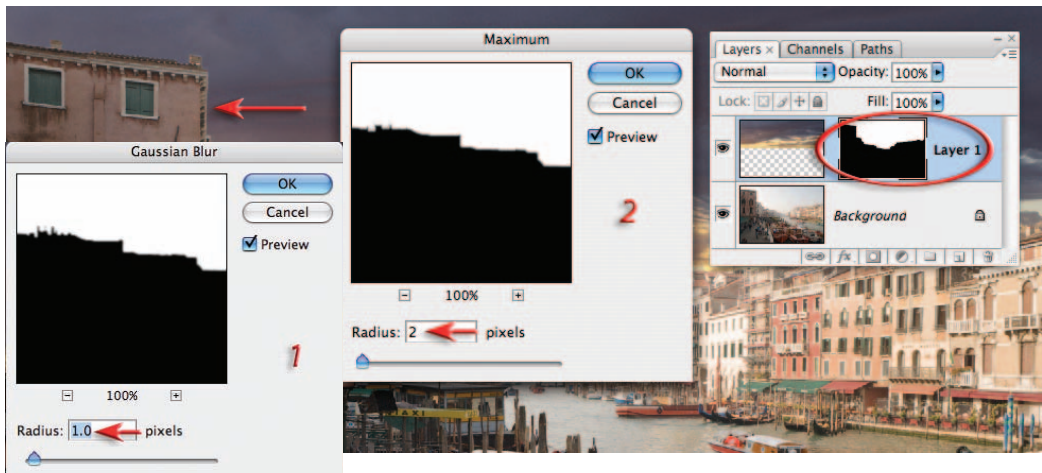 Maximum
OK
Cancel
Preview
100%
Radius: 2 pixels
2
Gaussian Blur
OK
Cancel
Preview
100%
Radius: 1.0 pixels
1
Layers × Channels Paths
Normal Opacity: 100%
Lock: Fill: 100%
Layer 1
Background
fx
TAXI